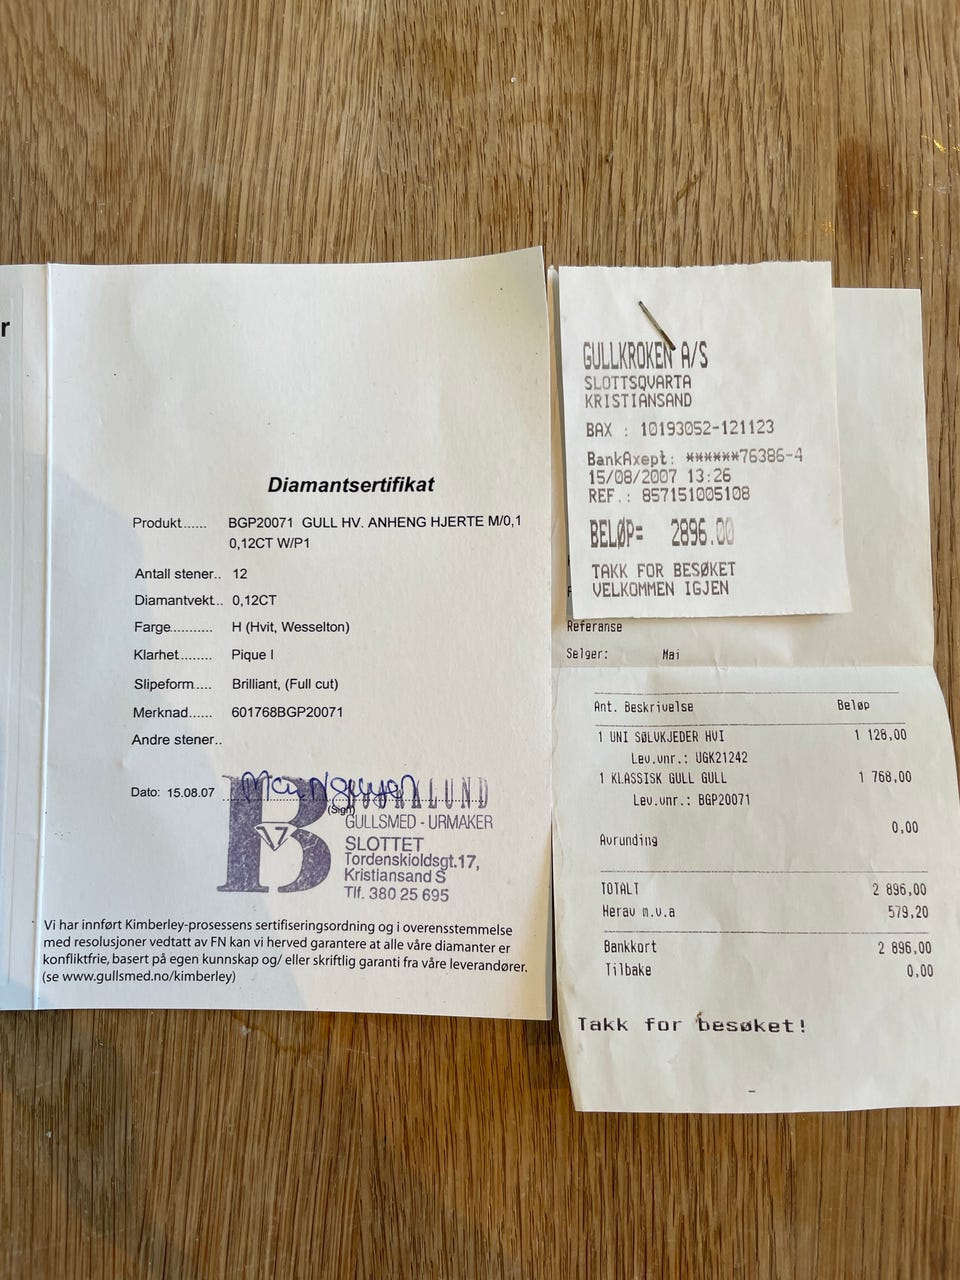 r
Diamantsertifikat
Produkt...... BGP20071 GULL HV. ANHENG HJERTE M/0,1
0,12CT W/P1
Antall stener.. 12
Diamantvekt.. 0,12CT
Farge........... H (Hvit, Wesselton)
Klarhet........ Pique I
Slipeform..... Brilliant, (Full cut)
Merknad...... 601768BGP20071
Andre stener..
Dato: 15.08.07
(Sign)
B
GULLSMED - URMAKER
SLOTTET
Tordenskioldsgt.17,
Kristiansand S
Tlf. 380 25 695
Vi har innført Kimberley-prosessens sertifiseringsordning og i overensstemmelse
med resolusjoner vedtatt av FN kan vi herved garantere at alle våre diamanter er
konfliktfrie, basert på egen kunnskap og/ eller skriftlig garanti fra våre leverandører.
(se www.gullsmed.no/kimberley)
GULLKROKEN A/S
SLOTTSQVARTA
KRISTIANSAND
BAX : 10193052-121123
BankAxept: ******76386-4
15/08/2007 13:26
REF.: 857151005108
BELØP= 2896.00
TAKK FOR BESØKET
VELKOMMEN IGJEN
Referanse
Selger: Mai
Ant. Beskrivelse Beløp
1 UNI SØLVKJEDER HVI 1 128,00
Lev.vnr.: UGK21242
1 KLASSISK GULL GULL 1 768,00
Lev.vnr.: BGP20071
Avrunding 0,00
TOTALT 2 896,00
Herav m.v.a 579,20
Bankkort 2 896,00
Tilbake 0,00
Takk for besøket!